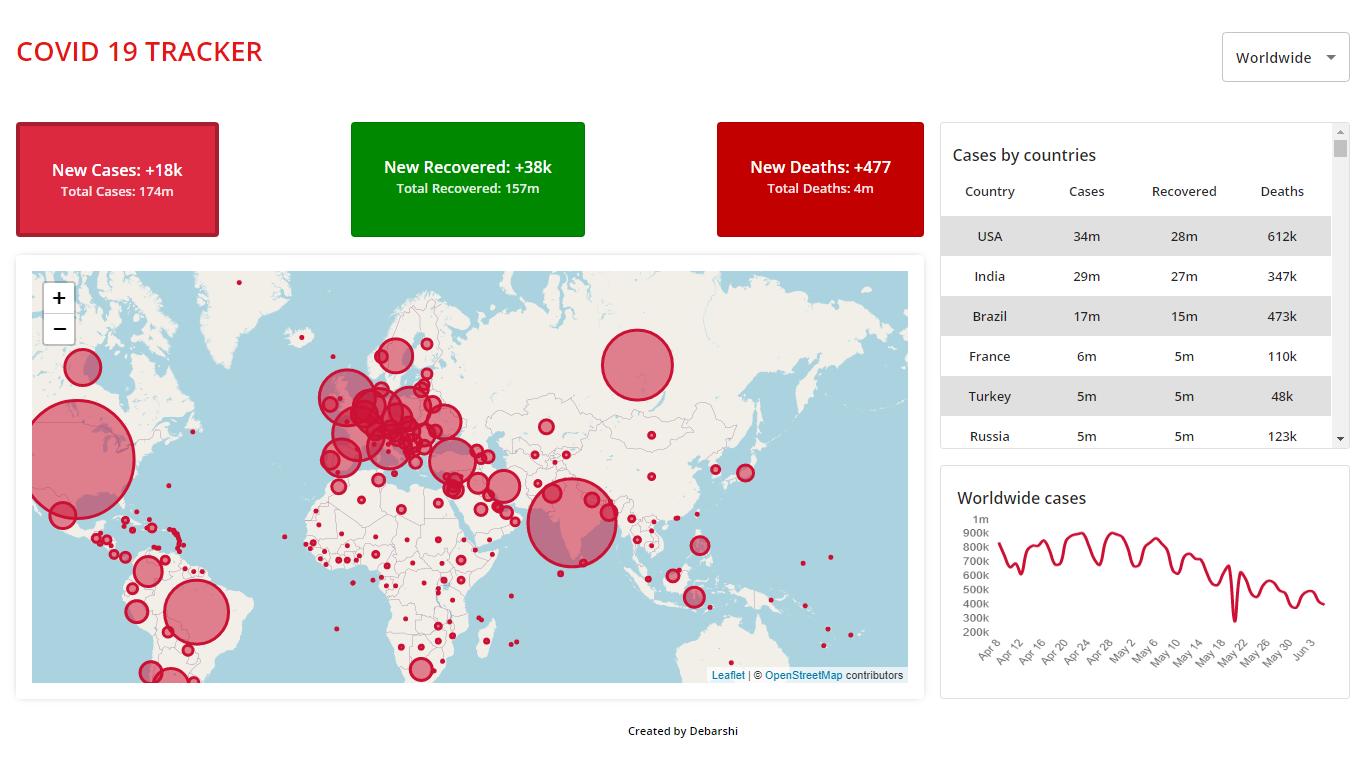 COVID 19 TRACKER
Worldwide
New Cases: +18k
Total Cases: 174m
New Recovered: +38k
Total Recovered: 157m
New Deaths: +477
Total Deaths: 4m
+
−
Leaflet | © OpenStreetMap contributors
Cases by countries
Country Cases Recovered Deaths
USA 34m 28m 612k
India 29m 27m 347k
Brazil 17m 15m 473k
France 6m 5m 110k
Turkey 5m 5m 48k
Russia 5m 5m 123k
Worldwide cases
1m
900k
800k
700k
600k
500k
400k
300k
200k
Apr 8 Apr 12 Apr 16 Apr 20 Apr 24 Apr 28 May 2 May 6 May 10 May 14 May 18 May 22 May 26 May 30 Jun 3
Created by Debarshi